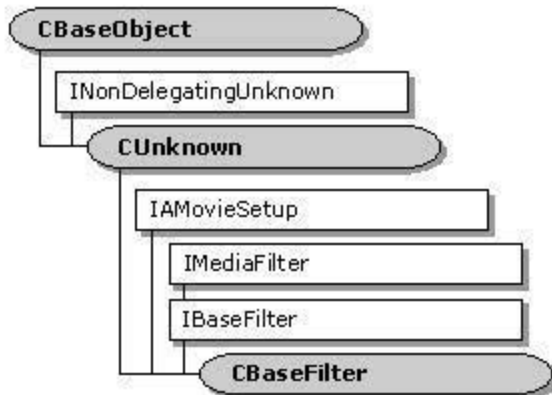 CBaseObject
INonDelegatingUnknown
CUnknown
IAMovieSetup
IMediaFilter
IBaseFilter
CBaseFilter